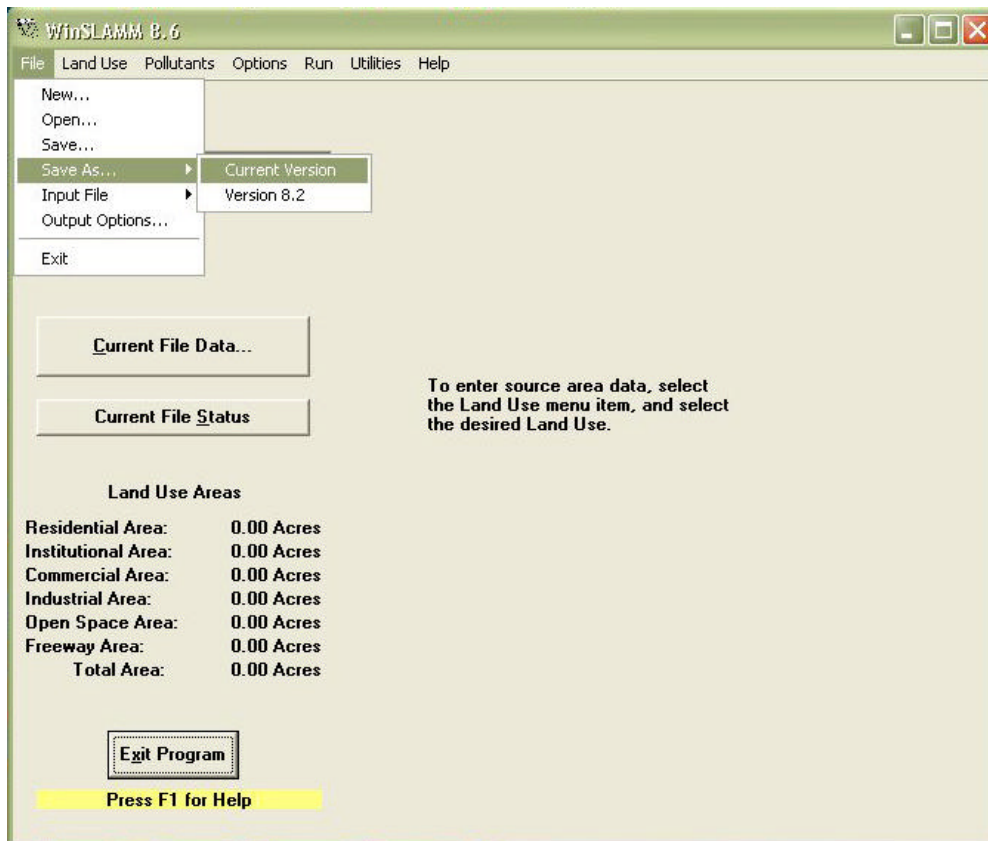 WinSLAMM 8.6
File Land Use Pollutants Options Run Utilities Help
New...
Open...
Save...
Save As... Current Version
Input File Version 8.2
Output Options...
Exit
Current File Data...
Current File Status
To enter source area data, select
the Land Use menu item, and select
the desired Land Use.
Land Use Areas
Residential Area: 0.00 Acres
Institutional Area: 0.00 Acres
Commercial Area: 0.00 Acres
Industrial Area: 0.00 Acres
Open Space Area: 0.00 Acres
Freeway Area: 0.00 Acres
Total Area: 0.00 Acres
Exit Program
Press F1 for Help